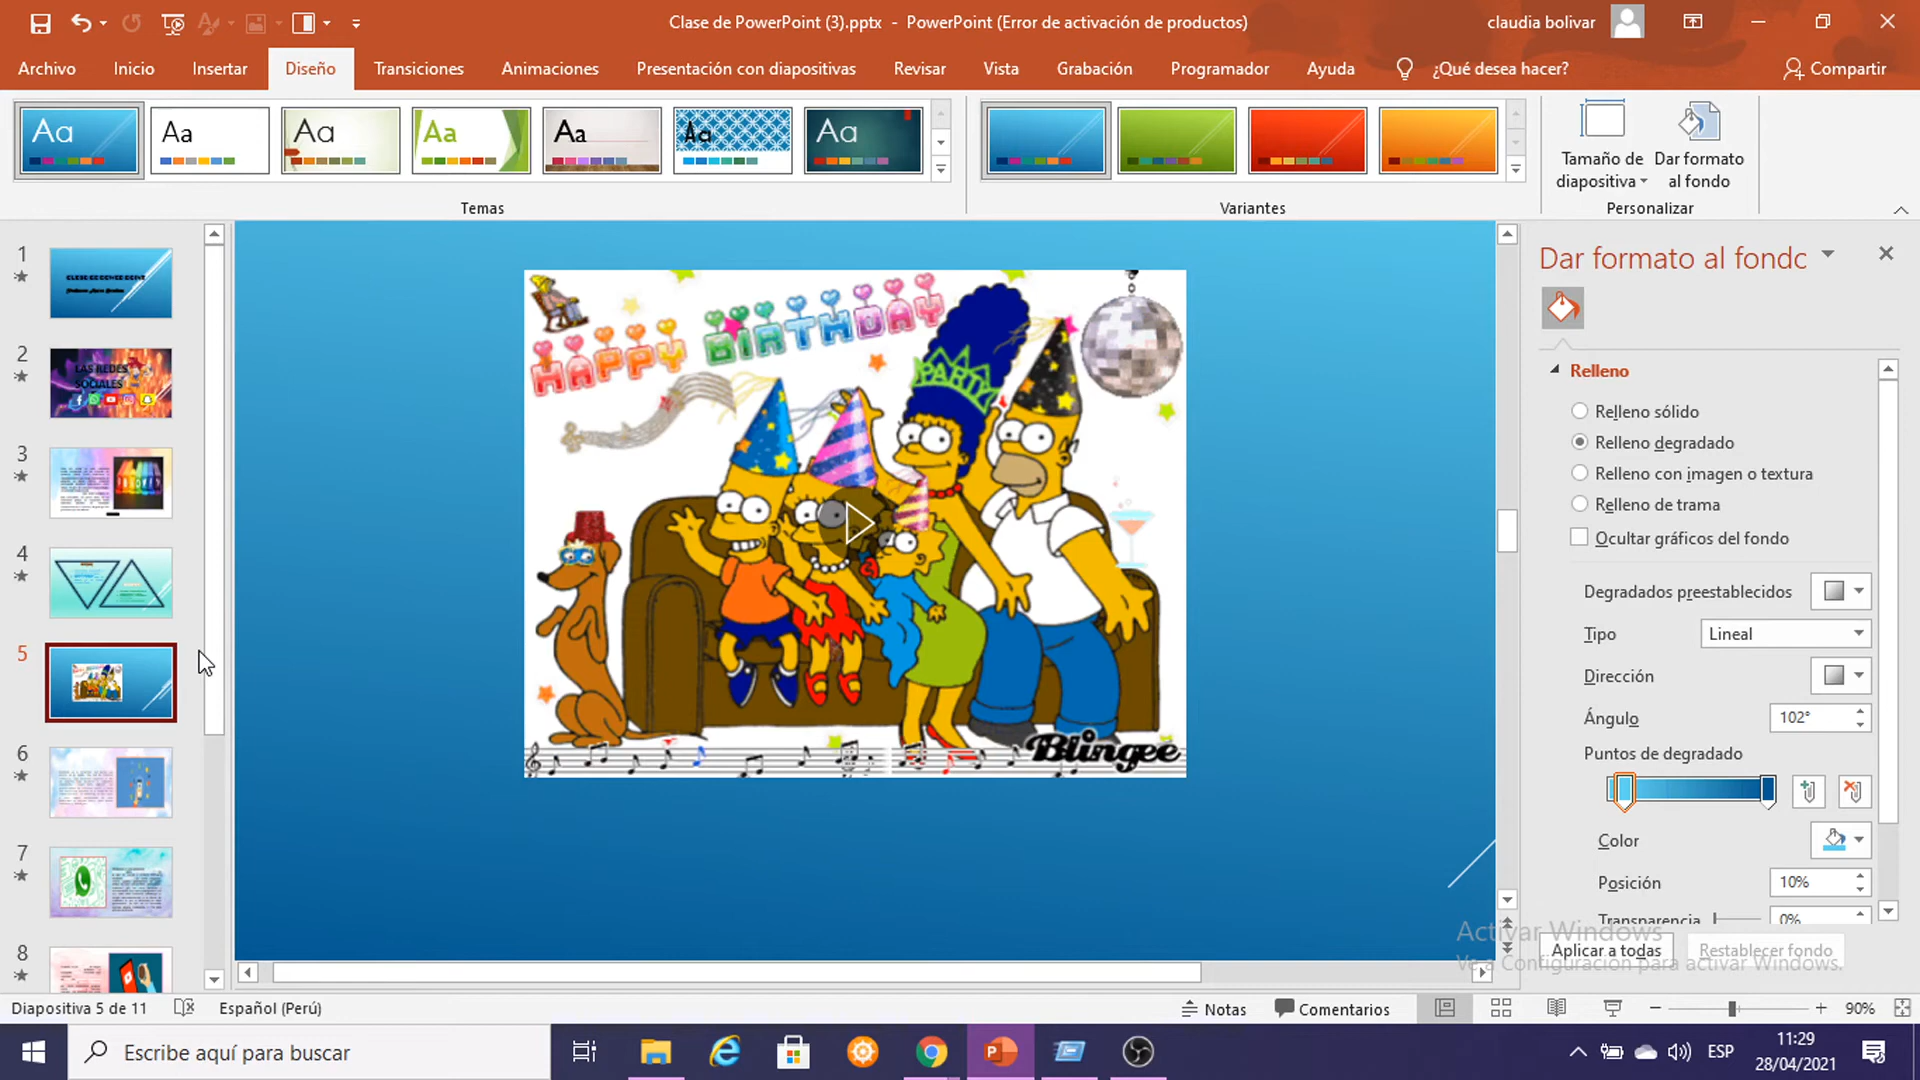 Clase de PowerPoint (3).pptx - PowerPoint (Error de activación de productos)
claudia bolivar
Archivo Inicio Insertar Diseño Transiciones Animaciones Presentación con diapositivas Revisar Vista Grabación Programador Ayuda ¿Qué desea hacer? Compartir
Aa Aa Aa Aa Aa Aa Aa
Tamaño de diapositiva
Dar formato al fondo
Temas Variantes Personalizar
1
2
LAS REDES
SOCIALES
3
4
5
6
7
8
HAPPY BIRTHDAY
PARTY
Blingee
Dar formato al fondo
Relleno
Relleno sólido
Relleno degradado
Relleno con imagen o textura
Relleno de trama
Ocultar gráficos del fondo
Degradados preestablecidos
Tipo Lineal
Dirección
Ángulo 102°
Puntos de degradado
Color
Posición 10%
Transparencia 0%
Activar Windows
Ve a Configuración para activar Windows.
Aplicar a todas Restablecer fondo
Diapositiva 5 de 11 Español (Perú) Notas Comentarios 90%
Escribe aquí para buscar
ESP
11:29
28/04/2021